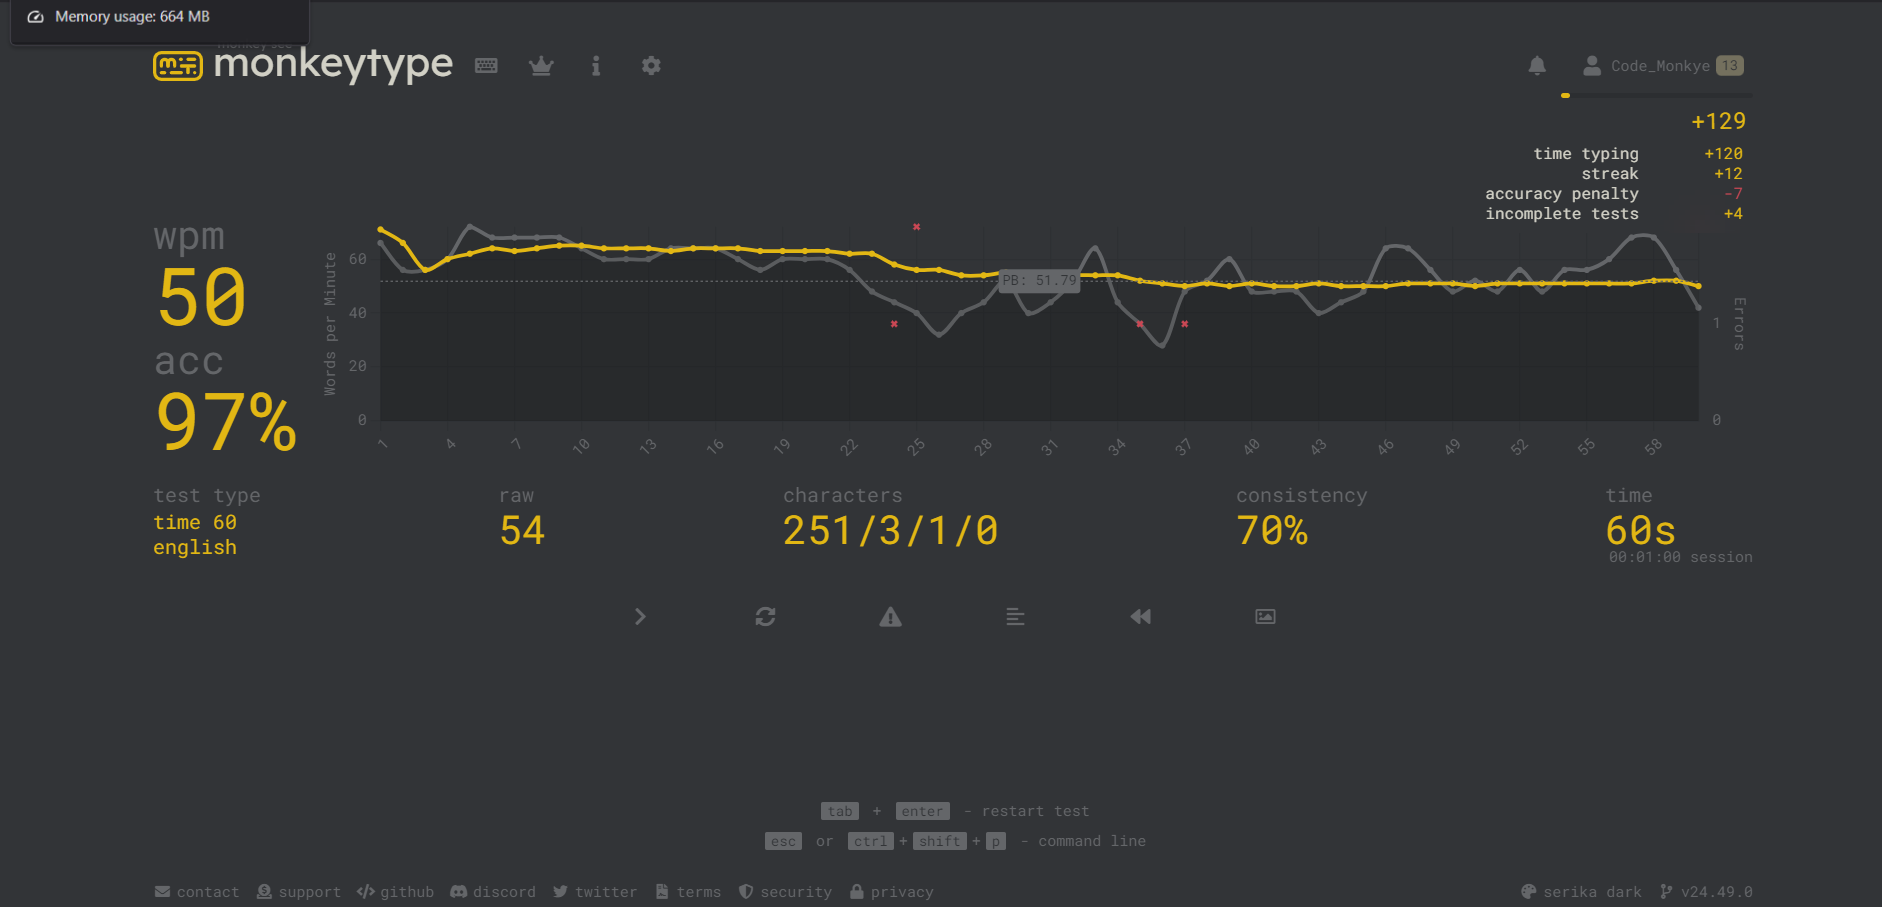 Memory usage: 664 MB
monkey see
monkeytype
Code_Monkye 13
+129
time typing +120
streak +12
accuracy penalty -7
incomplete tests +4
wpm
50
acc
97%
Words per Minute
60
40
20
0
PB: 51.79
1
0
Errors
1 4 7 10 13 16 19 22 25 28 31 34 37 40 43 46 49 52 55 58
test type
time 60
english
raw
54
characters
251/3/1/0
consistency
70%
time
60s
00:01:00 session
tab + enter - restart test
esc or ctrl + shift + p - command line
contact support github discord twitter terms security privacy
serika dark v24.49.0